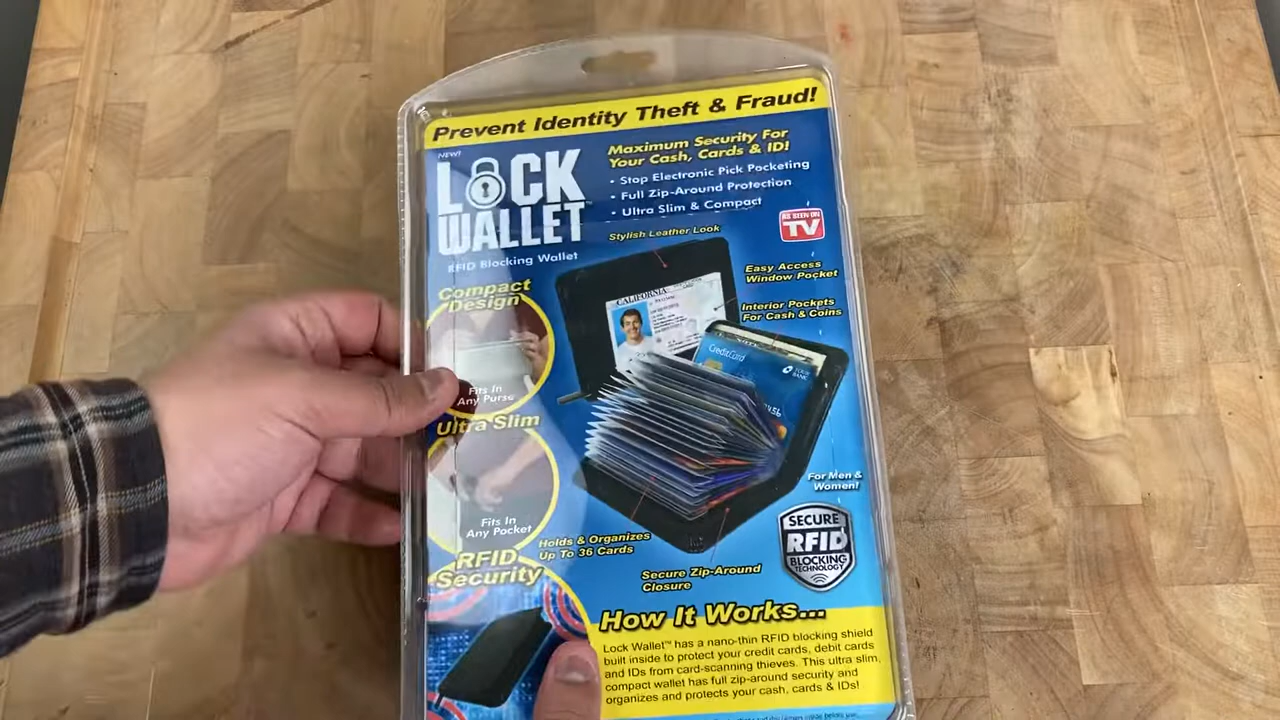 Prevent Identity Theft & Fraud!
NEW!
LOCK
WALLET™
RFID Blocking Wallet
Maximum Security For
Your Cash, Cards & ID!
• Stop Electronic Pick Pocketing
• Full Zip-Around Protection
• Ultra Slim & Compact
AS SEEN ON
TV
Stylish Leather Look
Easy Access
Window Pocket
Interior Pockets
For Cash & Coins
CALIFORNIA
CreditCard
YOUR
BANK
Compact
Design
Fits In
Any Purse
Ultra Slim
Fits In
Any Pocket
For Men &
Women!
SECURE
RFID
BLOCKING
TECHNOLOGY
Holds & Organizes
Up To 36 Cards
Secure Zip-Around
Closure
RFID
Security
How It Works...
Lock Wallet™ has a nano-thin RFID blocking shield
built inside to protect your credit cards, debit cards
and IDs from card-scanning thieves. This ultra slim,
compact wallet has full zip-around security and
organizes and protects your cash, cards & IDs!